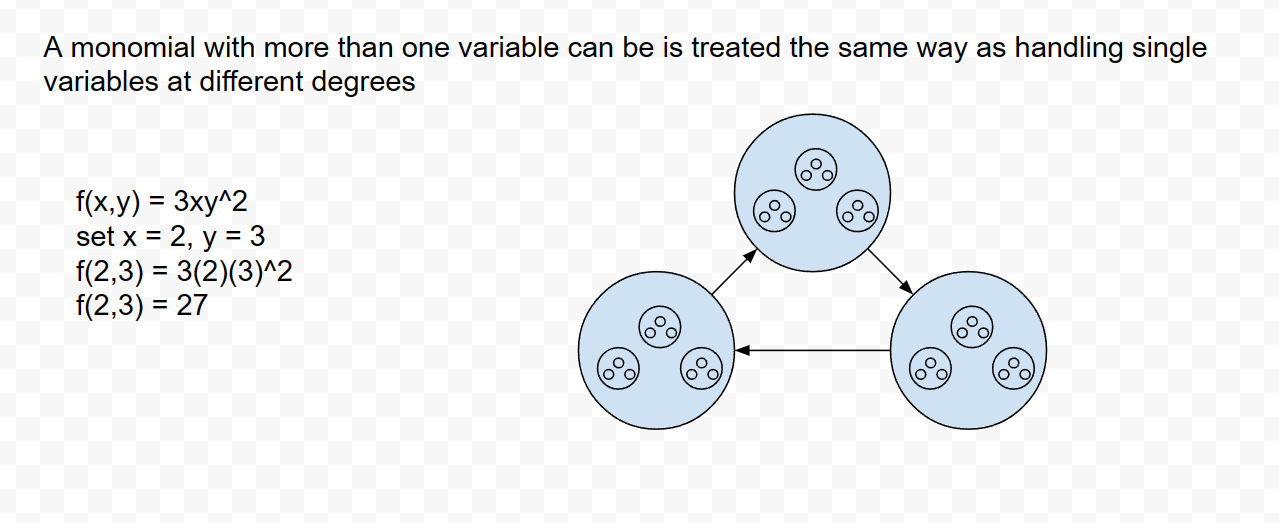 A monomial with more than one variable can be is treated the same way as handling single
variables at different degrees
f(x,y) = 3xy^2
set x = 2, y = 3
f(2,3) = 3(2)(3)^2
f(2,3) = 27